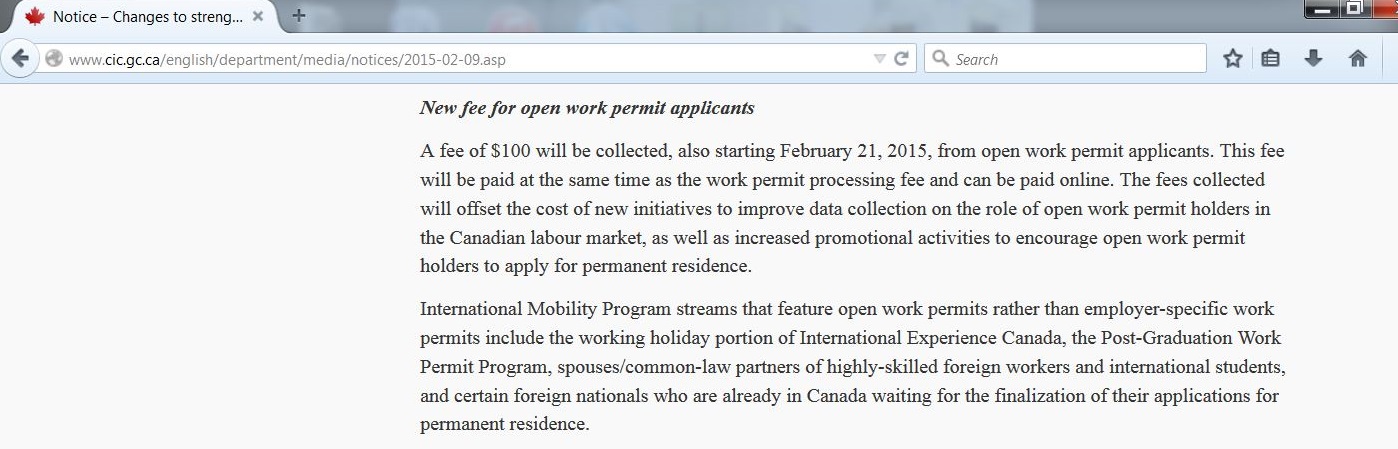 Notice – Changes to streng...
www.cic.gc.ca/english/department/media/notices/2015-02-09.asp
Search
New fee for open work permit applicants
A fee of $100 will be collected, also starting February 21, 2015, from open work permit applicants. This fee
will be paid at the same time as the work permit processing fee and can be paid online. The fees collected
will offset the cost of new initiatives to improve data collection on the role of open work permit holders in
the Canadian labour market, as well as increased promotional activities to encourage open work permit
holders to apply for permanent residence.
International Mobility Program streams that feature open work permits rather than employer-specific work
permits include the working holiday portion of International Experience Canada, the Post-Graduation Work
Permit Program, spouses/common-law partners of highly-skilled foreign workers and international students,
and certain foreign nationals who are already in Canada waiting for the finalization of their applications for
permanent residence.